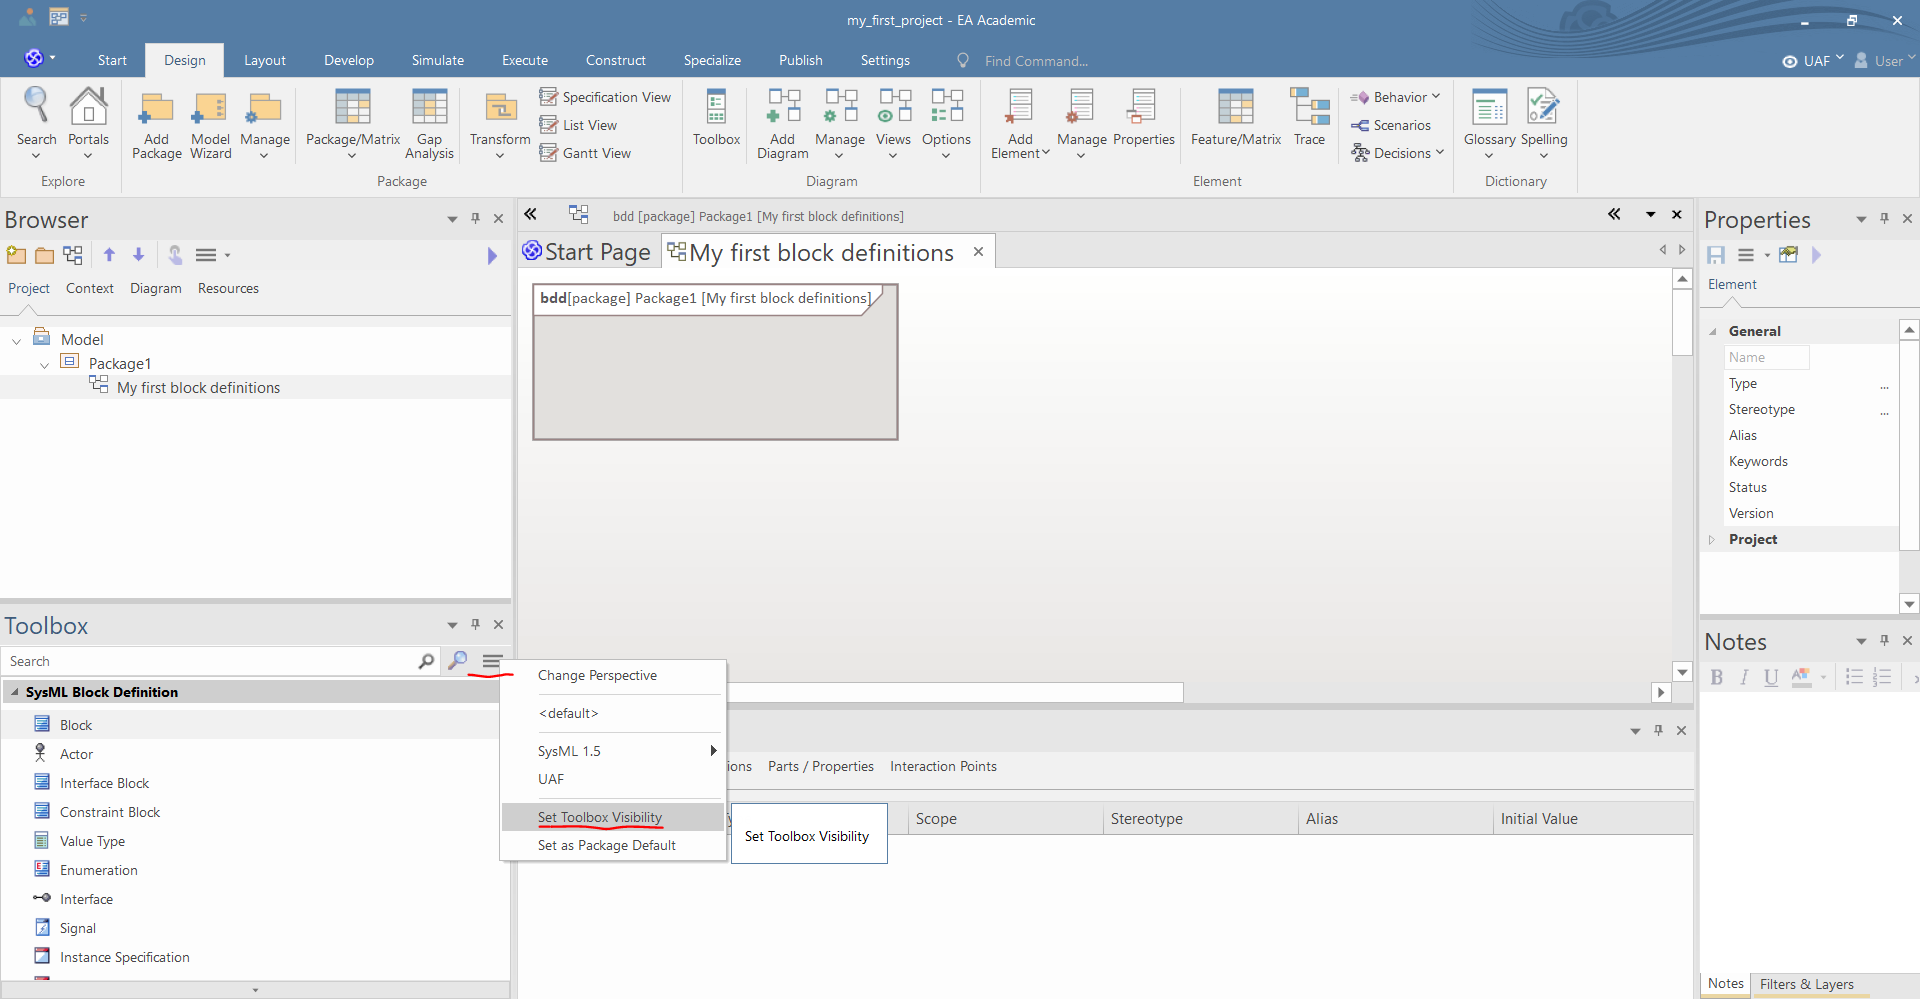 my_first_project - EA Academic
Start Design Layout Develop Simulate Execute Construct Specialize Publish Settings Find Command... UAF User
Search Portals
Explore
Add Package Model Wizard Manage Package/Matrix Gap Analysis Transform
Specification View
List View
Gantt View
Package
Toolbox Add Diagram Manage Views Options
Diagram
Add Element Manage Properties Feature/Matrix Trace
Behavior
Scenarios
Decisions
Element
Glossary Spelling
Dictionary
Browser
Project Context Diagram Resources
Model
Package1
My first block definitions
Toolbox
Search
SysML Block Definition
Block
Actor
Interface Block
Constraint Block
Value Type
Enumeration
Interface
Signal
Instance Specification
bdd [package] Package1 [My first block definitions]
Start Page My first block definitions
bdd[package] Package1 [My first block definitions]
Change Perspective
<default>
SysML 1.5
UAF
Set Toolbox Visibility
Set as Package Default
Set Toolbox Visibility
Parts / Properties Interaction Points
Scope Stereotype Alias Initial Value
Properties
Element
General
Name
Type ...
Stereotype ...
Alias
Keywords
Status
Version
Project
Notes
B I U A
Notes Filters & Layers